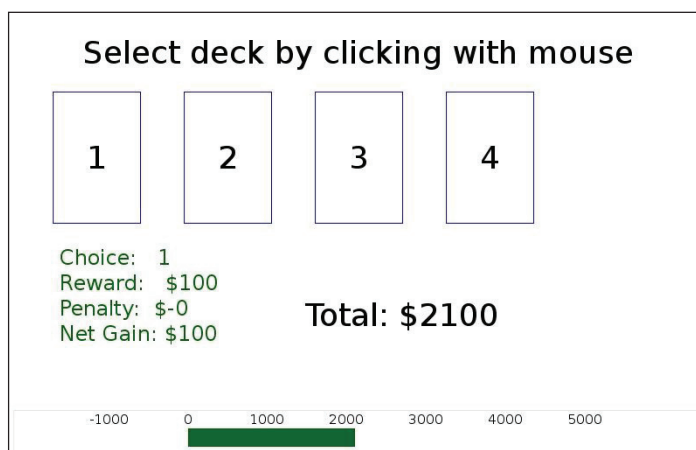 Select deck by clicking with mouse
1 2 3 4
Choice: 1
Reward: $100
Penalty: $-0
Net Gain: $100
Total: $2100
-1000 0 1000 2000 3000 4000 5000